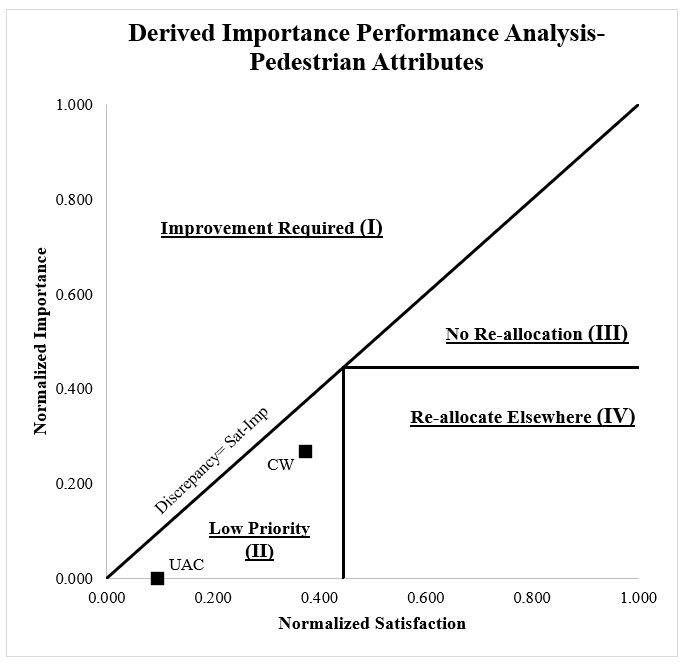 Derived Importance Performance Analysis-
Pedestrian Attributes
1.000
0.800
0.600
0.400
0.200
0.000
Normalized Importance
Improvement Required (I)
No Re-allocation (III)
Re-allocate Elsewhere (IV)
Discrepancy= Sat-Imp
CW
Low Priority
(II)
UAC
0.000 0.200 0.400 0.600 0.800 1.000
Normalized Satisfaction